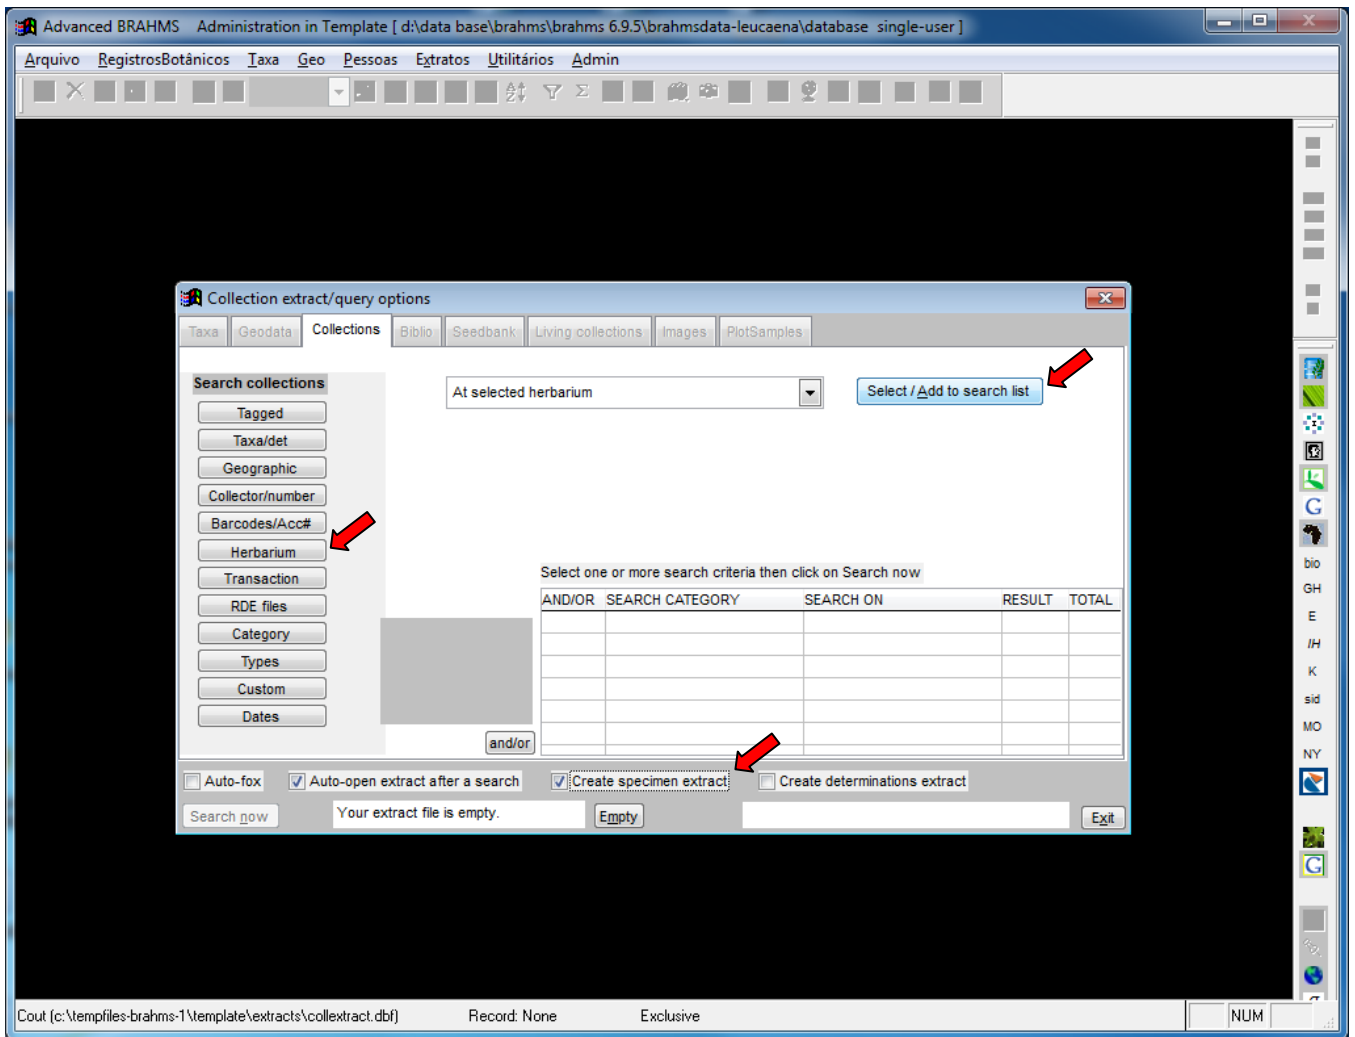 Advanced BRAHMS Administration in Template [ d:\data base\brahms\brahms 6.9.5\brahmsdata-leucaena\database single-user ]
Arquivo RegistrosBotânicos Taxa Geo Pessoas Extratos Utilitários Admin
Collection extract/query options
Taxa Geodata Collections Biblio Seedbank Living collections Images PlotSamples
Search collections
At selected herbarium
Select / Add to search list
Tagged
Taxa/det
Geographic
Collector/number
Barcodes/Acc#
Herbarium
Transaction
RDE files
Category
Types
Custom
Dates
Select one or more search criteria then click on Search now
AND/OR SEARCH CATEGORY SEARCH ON RESULT TOTAL
and/or
Auto-fox Auto-open extract after a search Create specimen extract Create determinations extract
Search now Your extract file is empty. Empty Exit
G
bio
GH
E
IH
K
sid
MO
NY
G
Cout (c:\tempfiles-brahms-1\template\extracts\collextract.dbf) Record: None Exclusive NUM